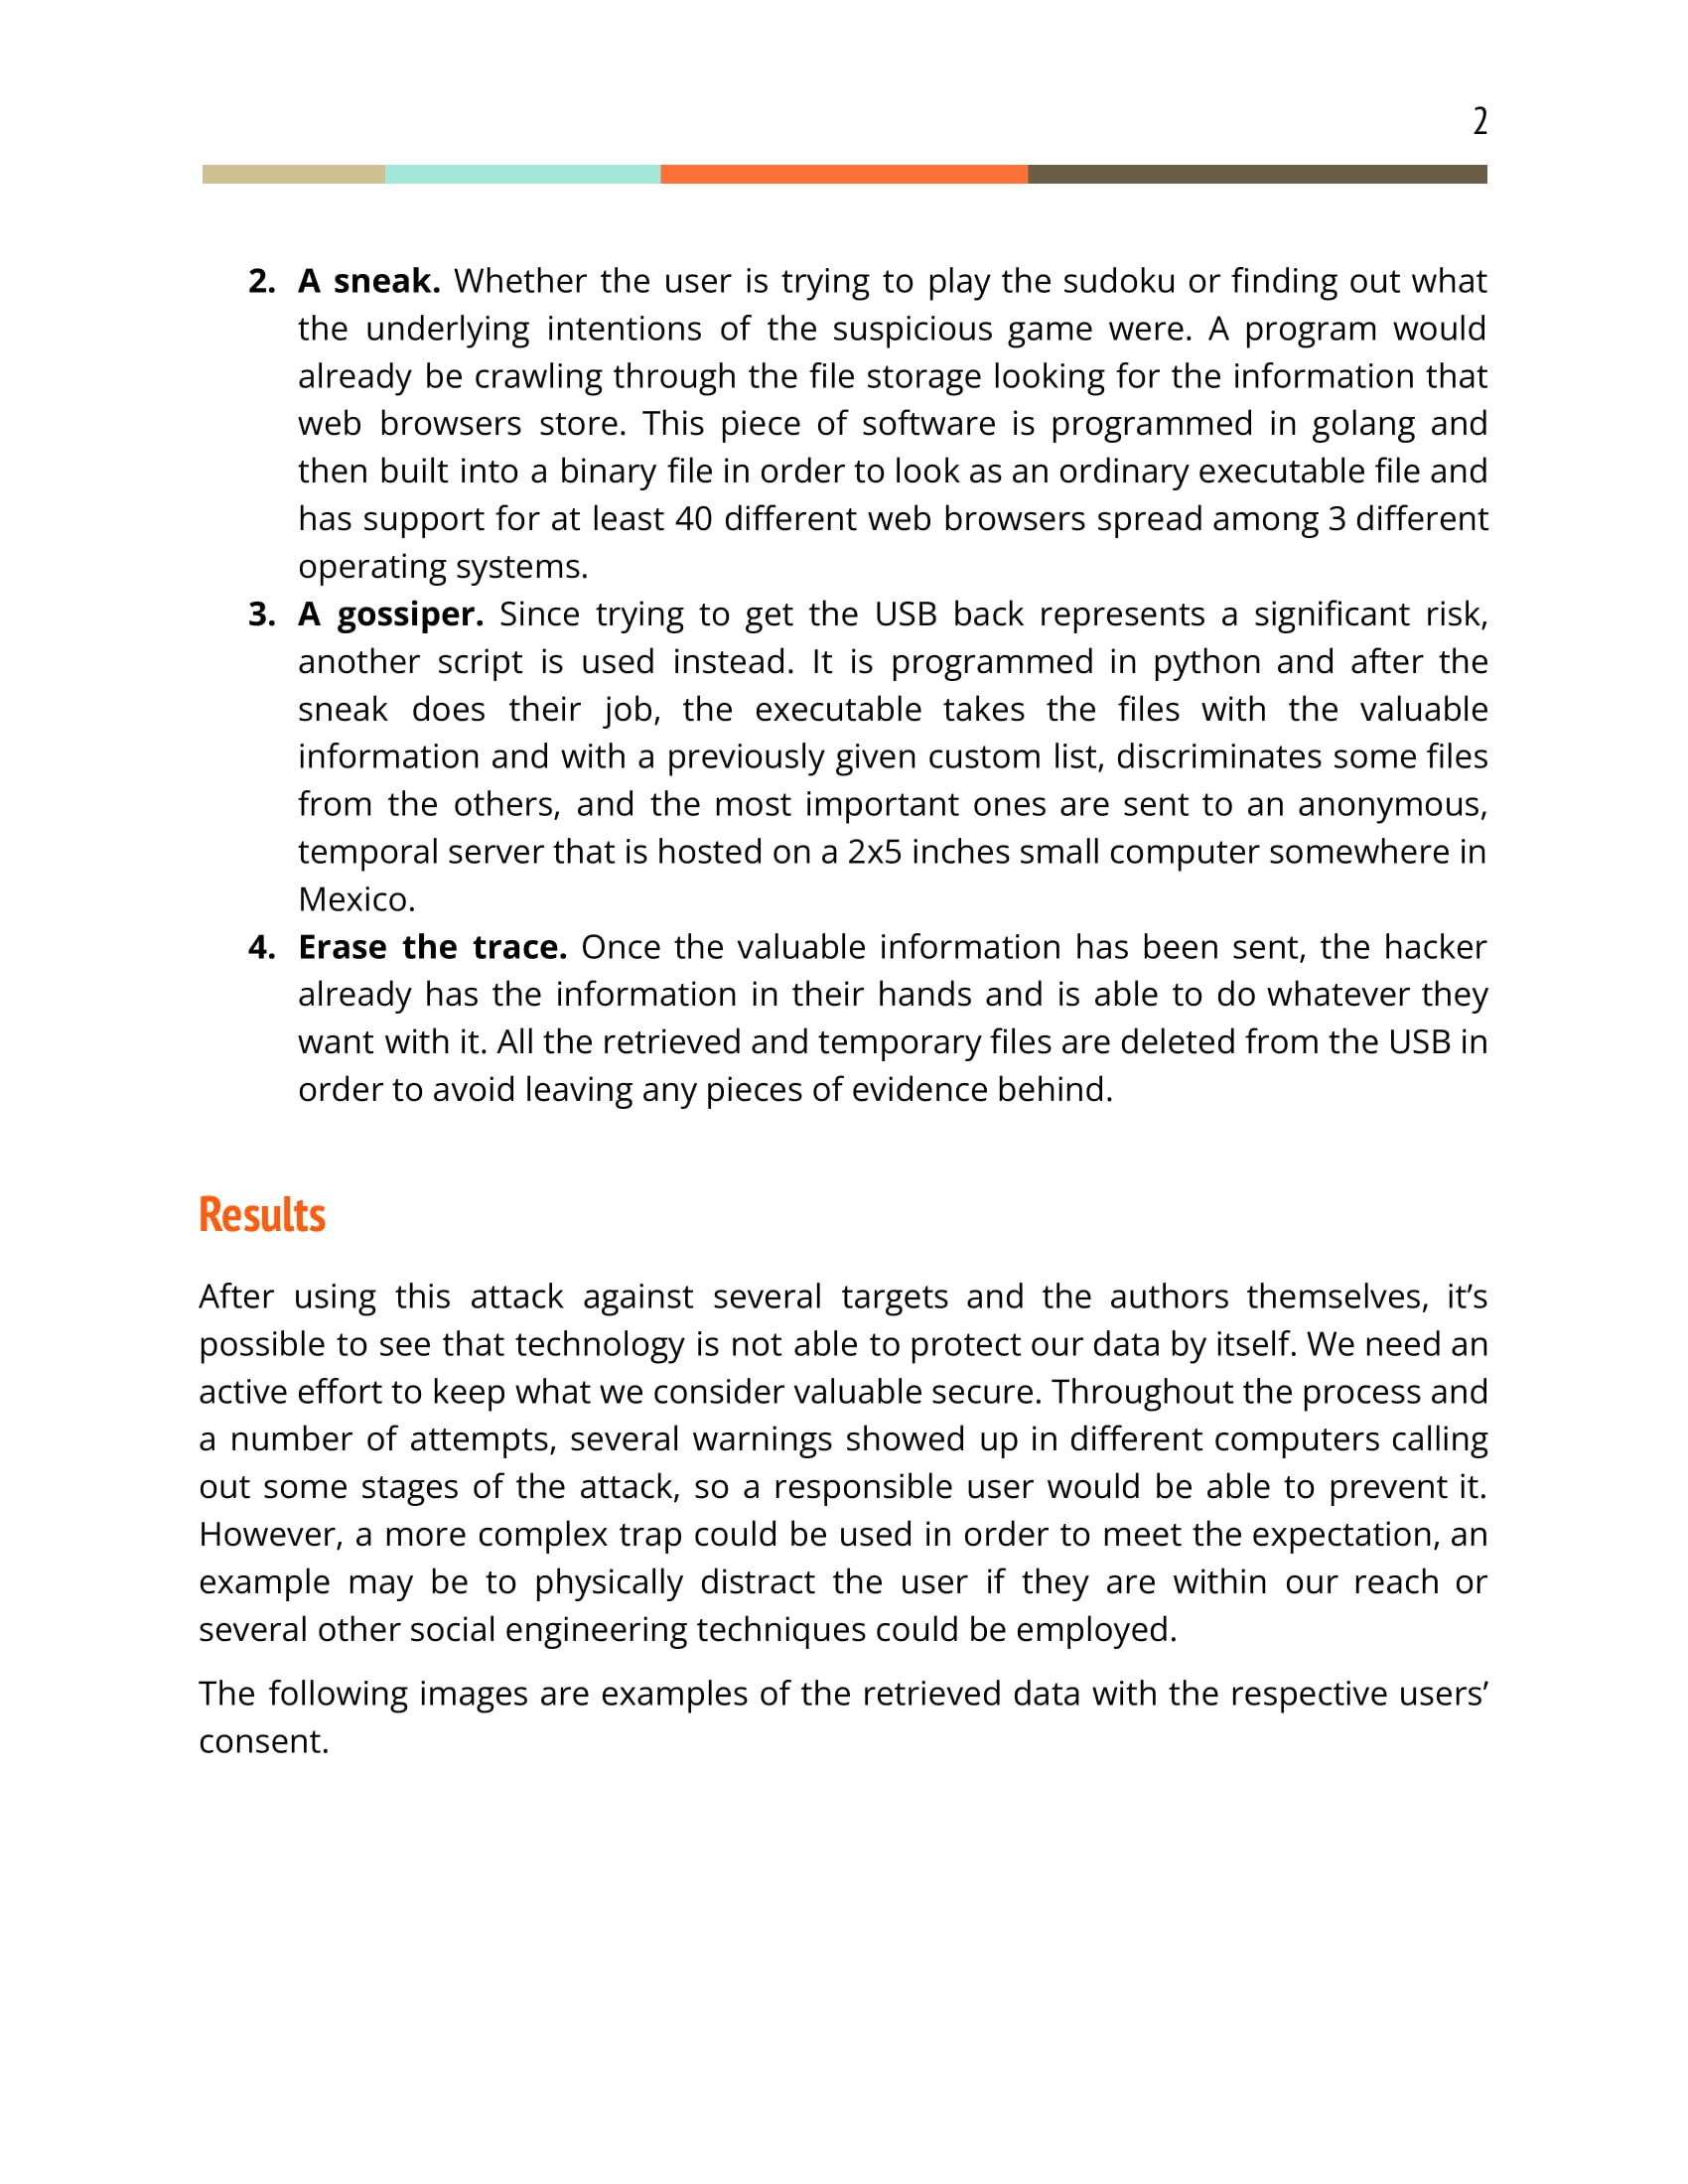 2
2. A sneak. Whether the user is trying to play the sudoku or finding out what
the underlying intentions of the suspicious game were. A program would
already be crawling through the file storage looking for the information that
web browsers store. This piece of software is programmed in golang and
then built into a binary file in order to look as an ordinary executable file and
has support for at least 40 different web browsers spread among 3 different
operating systems.
3. A gossiper. Since trying to get the USB back represents a significant risk,
another script is used instead. It is programmed in python and after the
sneak does their job, the executable takes the files with the valuable
information and with a previously given custom list, discriminates some files
from the others, and the most important ones are sent to an anonymous,
temporal server that is hosted on a 2x5 inches small computer somewhere in
Mexico.
4. Erase the trace. Once the valuable information has been sent, the hacker
already has the information in their hands and is able to do whatever they
want with it. All the retrieved and temporary files are deleted from the USB in
order to avoid leaving any pieces of evidence behind.
Results
After using this attack against several targets and the authors themselves, it’s
possible to see that technology is not able to protect our data by itself. We need an
active effort to keep what we consider valuable secure. Throughout the process and
a number of attempts, several warnings showed up in different computers calling
out some stages of the attack, so a responsible user would be able to prevent it.
However, a more complex trap could be used in order to meet the expectation, an
example may be to physically distract the user if they are within our reach or
several other social engineering techniques could be employed.
The following images are examples of the retrieved data with the respective users’
consent.